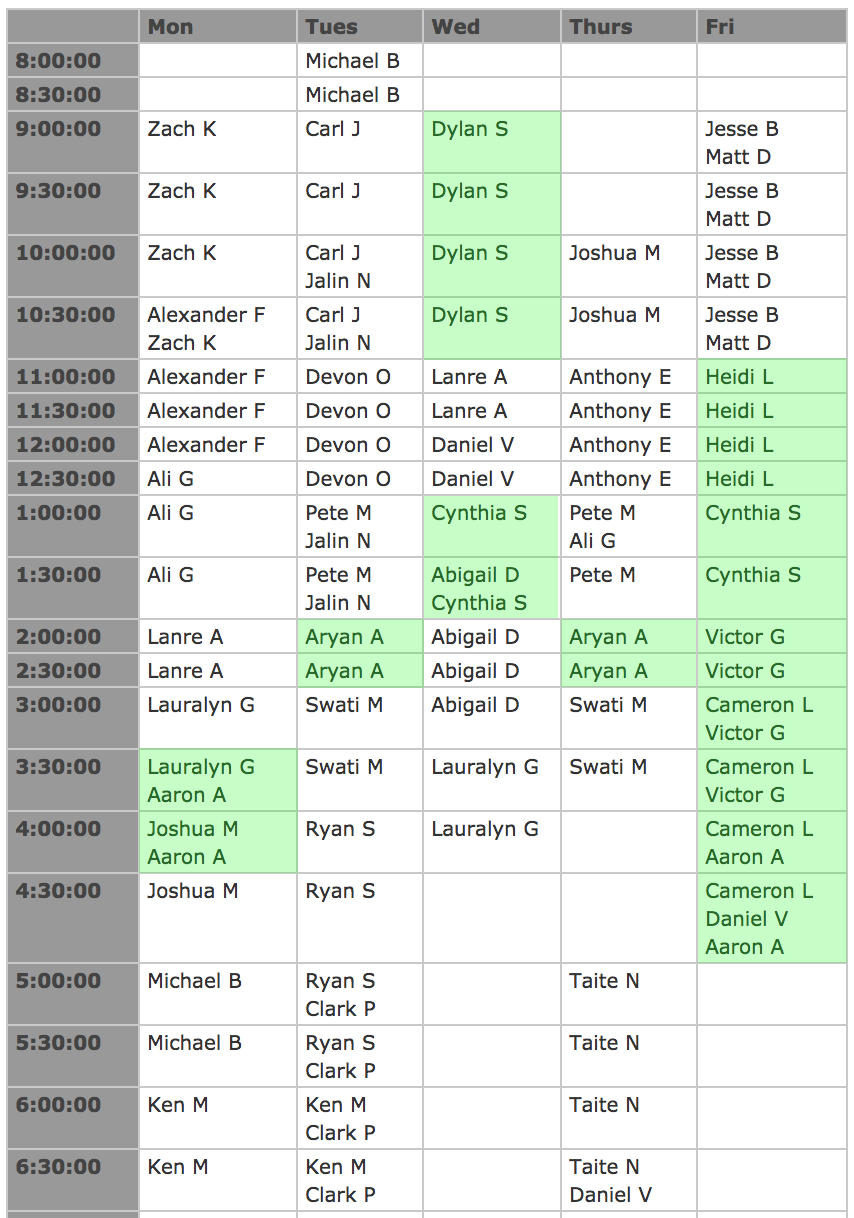 Mon Tues Wed Thurs Fri
8:00:00 Michael B
8:30:00 Michael B
9:00:00 Zach K Carl J Dylan S Jesse B
Matt D
9:30:00 Zach K Carl J Dylan S Jesse B
Matt D
10:00:00 Zach K Carl J Dylan S Joshua M Jesse B
Jalin N Matt D
10:30:00 Alexander F Carl J Dylan S Joshua M Jesse B
Zach K Jalin N Matt D
11:00:00 Alexander F Devon O Lanre A Anthony E Heidi L
11:30:00 Alexander F Devon O Lanre A Anthony E Heidi L
12:00:00 Alexander F Devon O Daniel V Anthony E Heidi L
12:30:00 Ali G Devon O Daniel V Anthony E Heidi L
1:00:00 Ali G Pete M Cynthia S Pete M Cynthia S
Jalin N Ali G
1:30:00 Ali G Pete M Abigail D Pete M Cynthia S
Jalin N Cynthia S
2:00:00 Lanre A Aryan A Abigail D Aryan A Victor G
2:30:00 Lanre A Aryan A Abigail D Aryan A Victor G
3:00:00 Lauralyn G Swati M Abigail D Swati M Cameron L
Victor G
3:30:00 Lauralyn G Swati M Lauralyn G Swati M Cameron L
Aaron A Victor G
4:00:00 Joshua M Ryan S Lauralyn G Cameron L
Aaron A Aaron A
4:30:00 Joshua M Ryan S Cameron L
Daniel V
Aaron A
5:00:00 Michael B Ryan S Taite N
Clark P
5:30:00 Michael B Ryan S Taite N
Clark P
6:00:00 Ken M Ken M Taite N
Clark P
6:30:00 Ken M Ken M Taite N
Clark P Daniel V